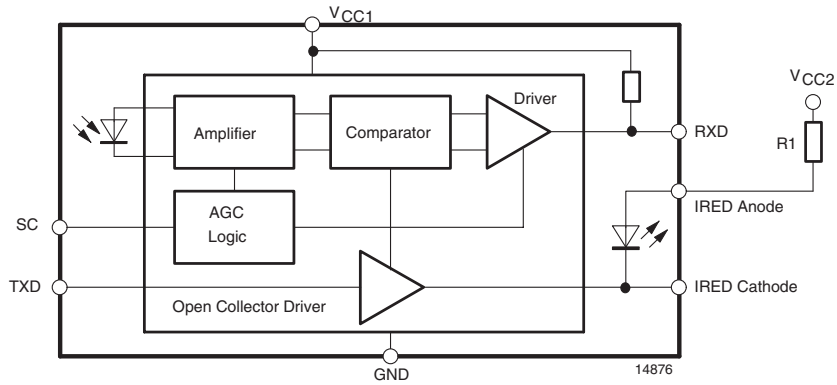 VCC1
VCC2
Driver
Amplifier
Comparator
RXD
R1
AGC
Logic
IRED Anode
SC
TXD
Open Collector Driver
IRED Cathode
GND
14876